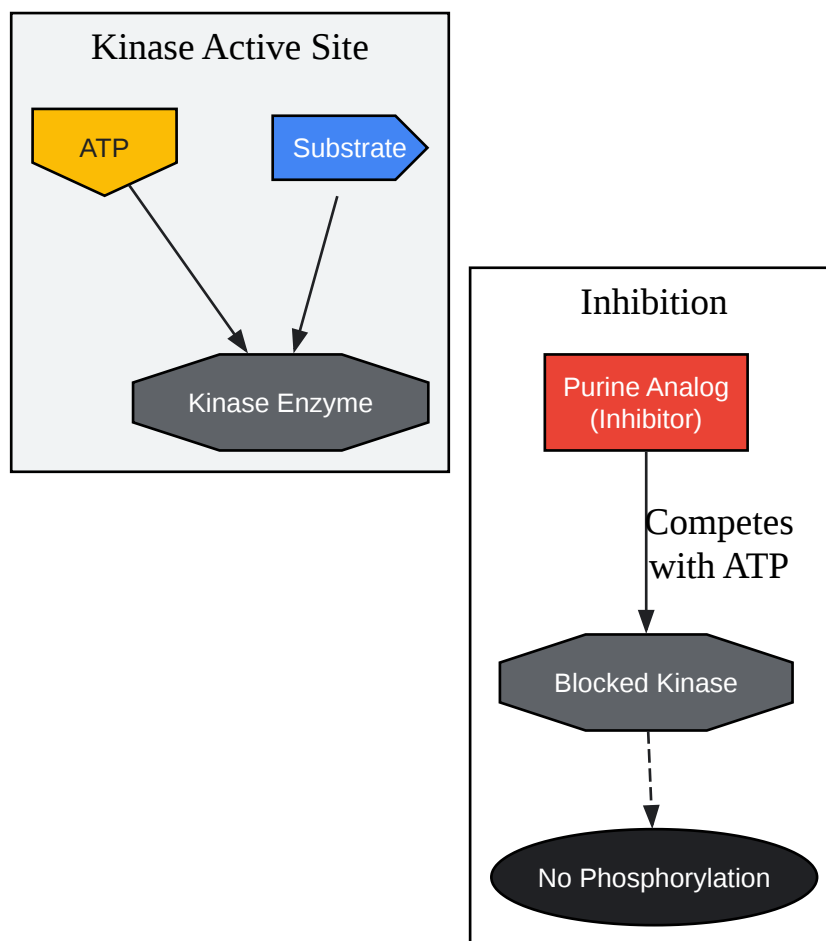 Kinase Active Site
ATP
Substrate
Kinase Enzyme
Inhibition
Purine Analog
(Inhibitor)
Competes
with ATP
Blocked Kinase
No Phosphorylation